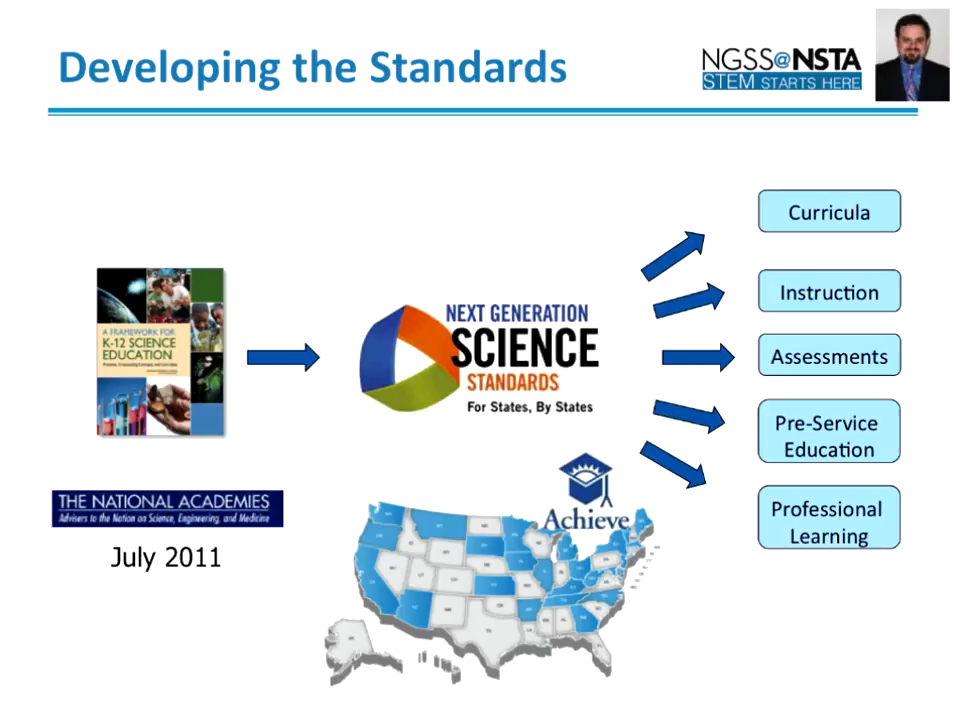 Developing the Standards
NGSS@NSTA
STEM STARTS HERE
Curricula
Instruction
Assessments
Pre-Service
Education
Professional
Learning
A FRAMEWORK FOR
K-12 SCIENCE
EDUCATION
NEXT GENERATION
SCIENCE
STANDARDS
For States, By States
THE NATIONAL ACADEMIES
Advisers to the Nation on Science, Engineering, and Medicine
July 2011
Achieve